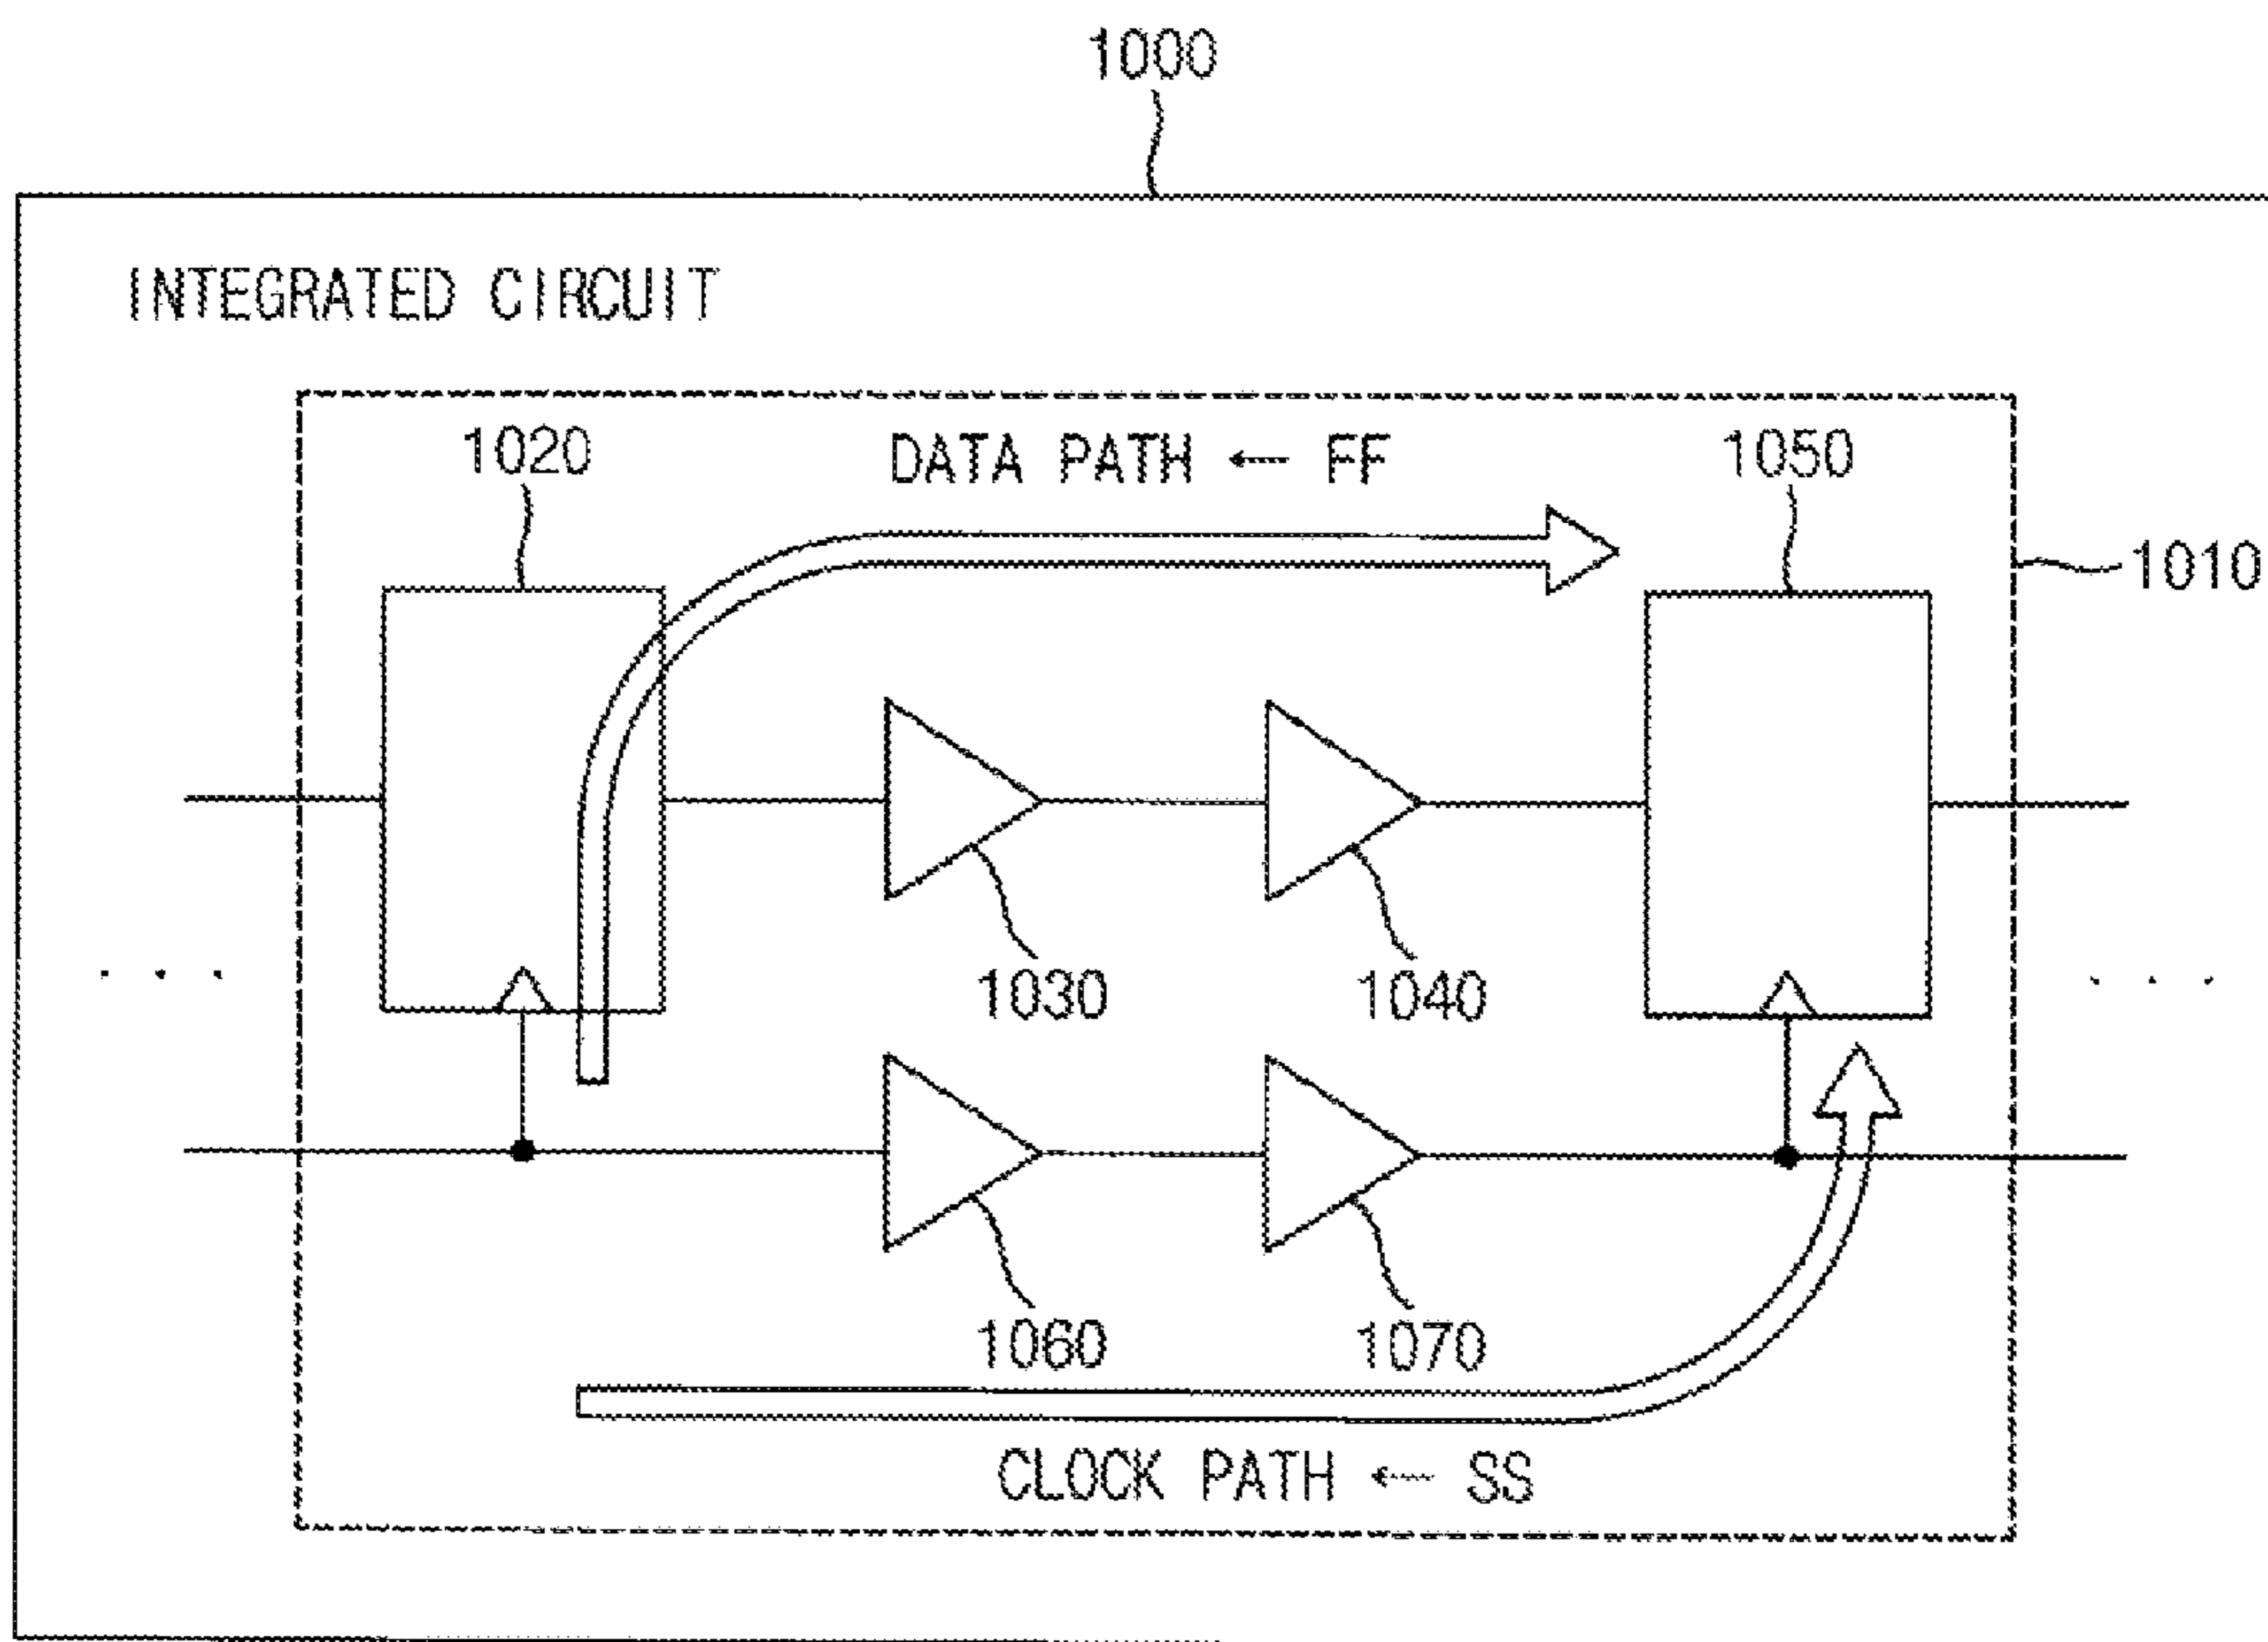 1000
INTEGRATED CIRCUIT
DATA PATH ← FF
1020
1050
1010
1030
1040
1060
1070
CLOCK PATH ← SS